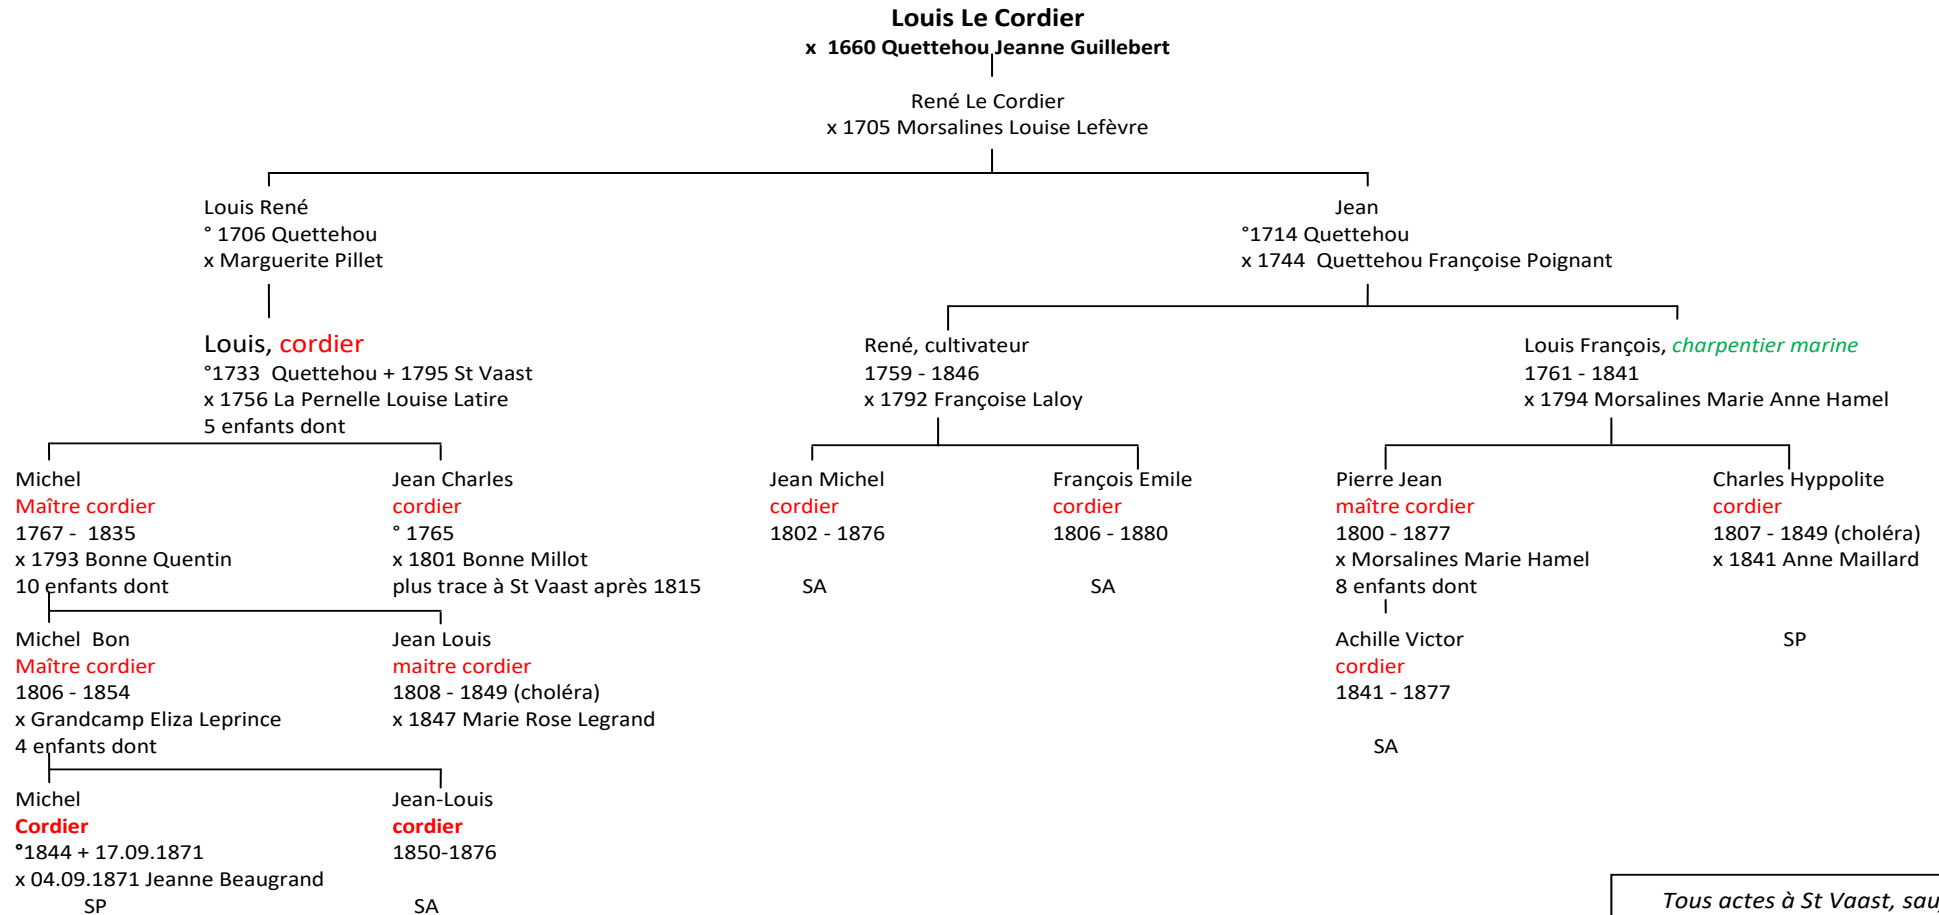 Louis Le Cordier
x 1660 Quettehou Jeanne Guillebert
René Le Cordier
x 1705 Morsalines Louise Lefèvre
Louis René
° 1706 Quettehou
x Marguerite Pillet
Jean
°1714 Quettehou
x 1744 Quettehou Françoise Poignant
Louis, cordier
°1733 Quettehou + 1795 St Vaast
x 1756 La Pernelle Louise Latire
5 enfants dont
René, cultivateur
1759 - 1846
x 1792 Françoise Laloy
Louis François, charpentier marine
1761 - 1841
x 1794 Morsalines Marie Anne Hamel
Michel
Maître cordier
1767 - 1835
x 1793 Bonne Quentin
10 enfants dont
Jean Charles
cordier
° 1765
x 1801 Bonne Millot
plus trace à St Vaast après 1815
Jean Michel
cordier
1802 - 1876
SA
François Emile
cordier
1806 - 1880
SA
Pierre Jean
maître cordier
1800 - 1877
x Morsalines Marie Hamel
8 enfants dont
Charles Hyppolite
cordier
1807 - 1849 (choléra)
x 1841 Anne Maillard
SP
Michel Bon
Maître cordier
1806 - 1854
x Grandcamp Eliza Leprince
4 enfants dont
Jean Louis
maitre cordier
1808 - 1849 (choléra)
x 1847 Marie Rose Legrand
Achille Victor
cordier
1841 - 1877
SA
Michel
Cordier
°1844 + 17.09.1871
x 04.09.1871 Jeanne Beaugrand
SP
Jean-Louis
cordier
1850-1876
SA
Tous actes à St Vaast,